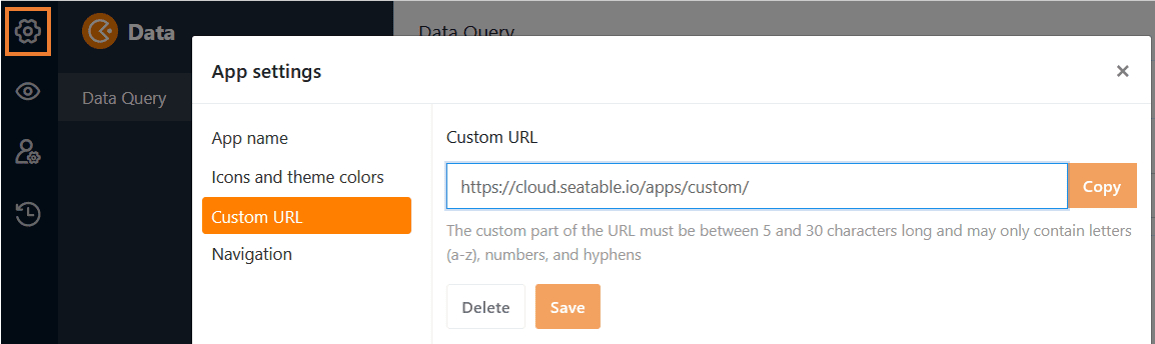 Data
Data Query
Data Query
App settings
App name
Icons and theme colors
Custom URL
Navigation
Custom URL
https://cloud.seatable.io/apps/custom/
Copy
The custom part of the URL must be between 5 and 30 characters long and may only contain letters
(a-z), numbers, and hyphens
Delete
Save